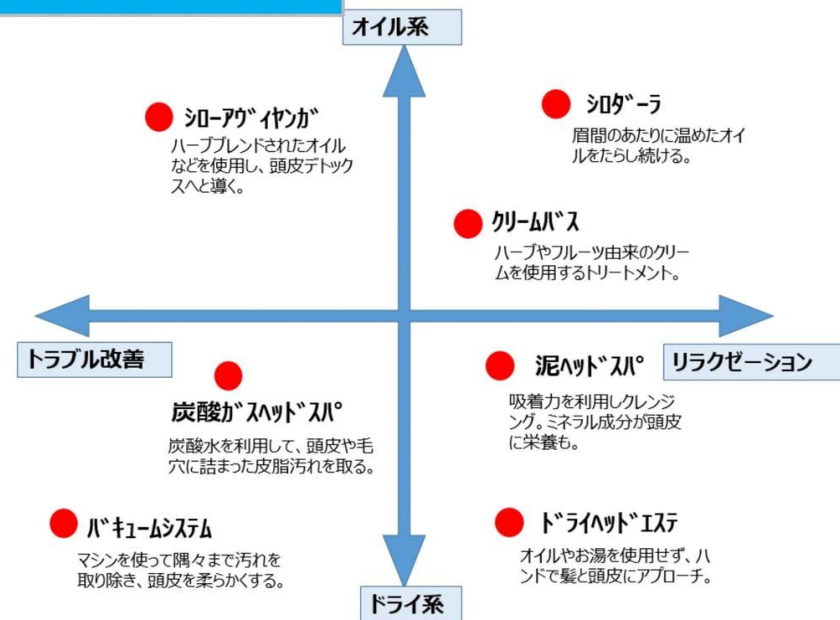 オイル系
シローアヴィヤンガ
ハーブブレンドされたオイル
などを使用し、頭皮デトック
スへと導く。
シロダーラ
眉間のあたりに温めたオイ
ルをたらし続ける。
クリームバス
ハーブやフルーツ由来のクリー
ムを使用するトリートメント。
トラブル改善
リラクゼーション
炭酸ガスヘッドスパ
炭酸水を利用して、頭皮や毛
穴に詰まった皮脂汚れを取る。
泥ヘッドスパ
吸着力を利用しクレンジ
ング。ミネラル成分が頭皮
に栄養も。
バキュームシステム
マシンを使って隅々まで汚れを
取り除き、頭皮を柔らかくする。
ドライヘッドエステ
オイルやお湯を使用せず、ハ
ンドで髪と頭皮にアプローチ。
ドライ系